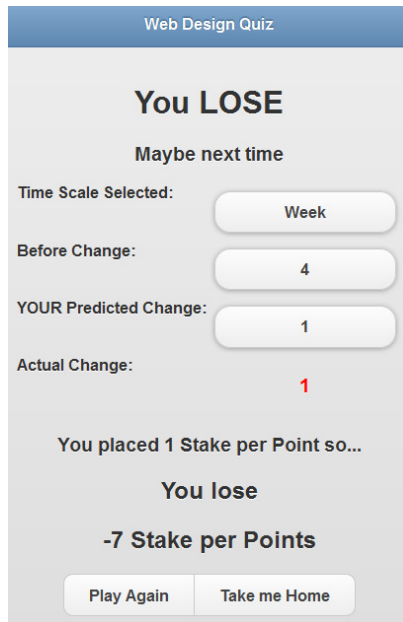 Web Design Quiz
You LOSE
Maybe next time
Time Scale Selected:
Week
Before Change:
4
YOUR Predicted Change:
1
Actual Change:
1
You placed 1 Stake per Point so...
You lose
-7 Stake per Points
Play Again Take me Home